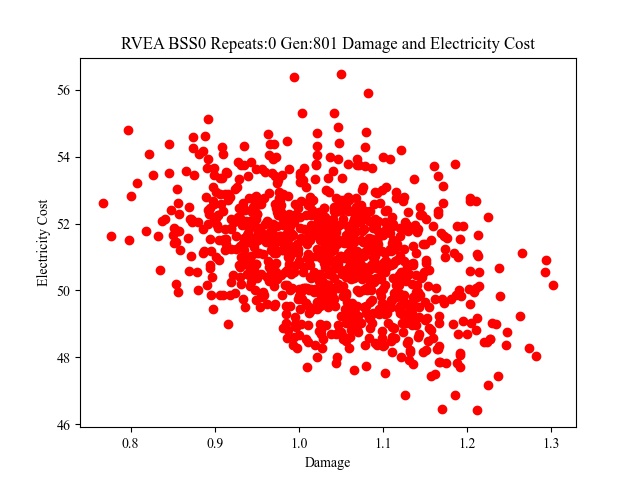 RVEA BSS0 Repeats:0 Gen:801 Damage and Electricity Cost
Electricity Cost
56
54
52
50
48
46
0.8 0.9 1.0 1.1 1.2 1.3
Damage